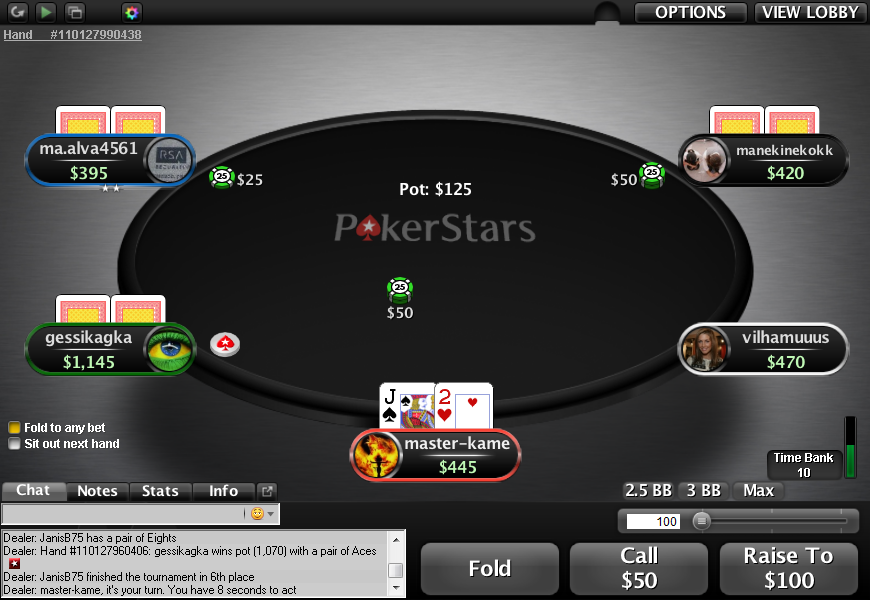 OPTIONS
VIEW LOBBY
Hand #110127990438
ma.alva4561
$395
RSA
$25
Pot: $125
$50
25
25
25
manekinekokk
$420
PokerStars
$50
gessikagka
$1,145
vilhamuuus
$470
J
2
master-kame
$445
Fold to any bet
Sit out next hand
Time Bank
10
Chat
Notes
Stats
Info
2.5 BB
3 BB
Max
100
Dealer: JanisB75 has a pair of Eights
Dealer: Hand #110127960406: gessikagka wins pot (1,070) with a pair of Aces
Dealer: JanisB75 finished the tournament in 6th place
Dealer: master-kame, it's your turn. You have 8 seconds to act
Fold
Call
$50
Raise To
$100